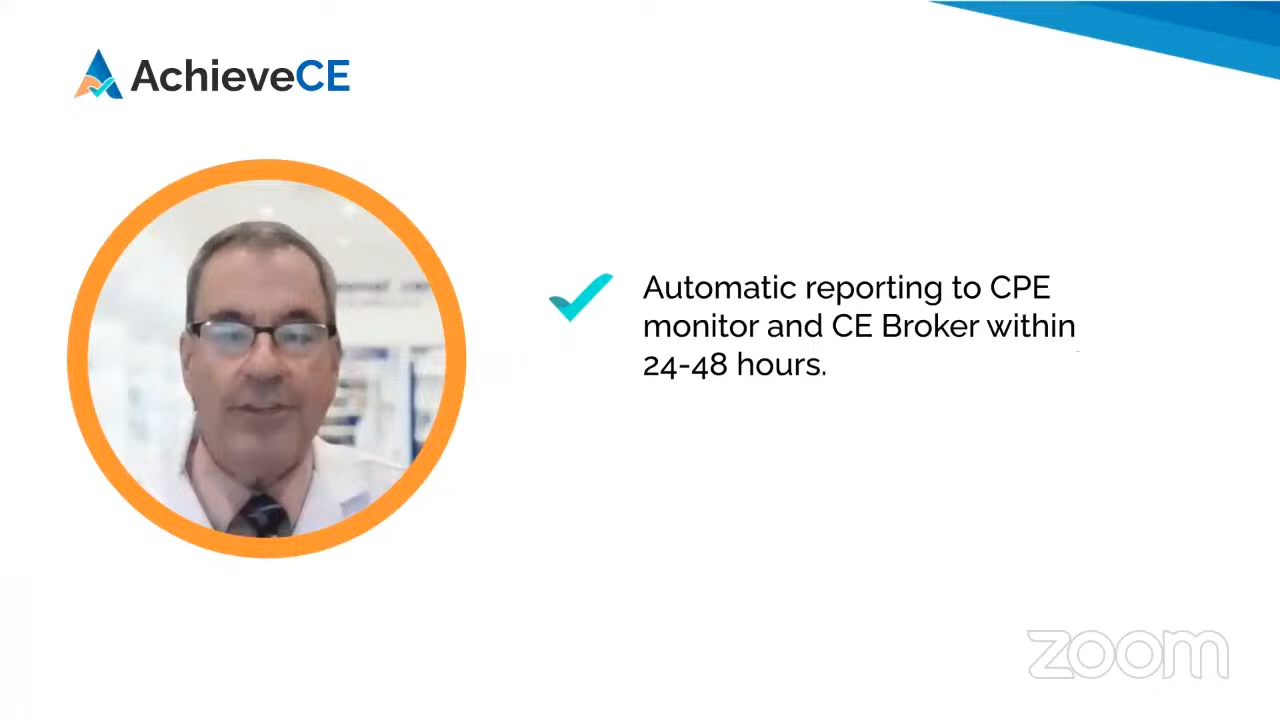 AchieveCE
Automatic reporting to CPE
monitor and CE Broker within
24-48 hours.
zoom